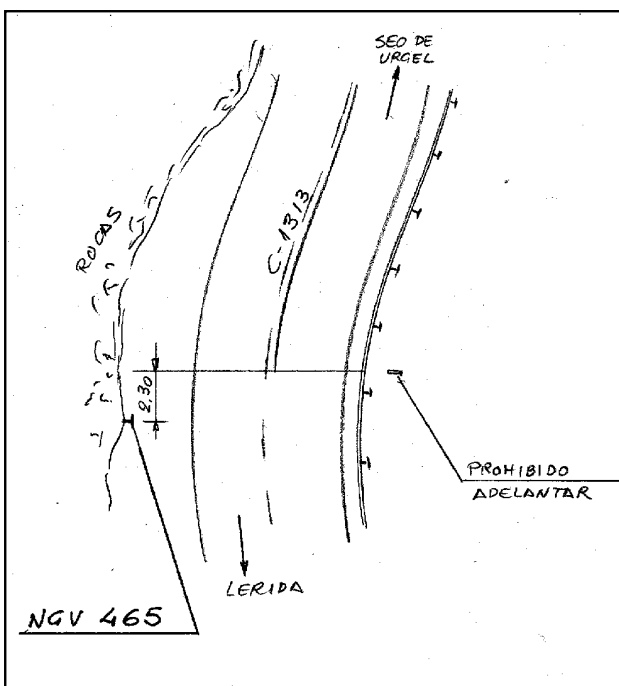 SEO DE
URGEL
C-1313
ROCAS
2,30
PROHIBIDO
ADELANTAR
LERIDA
NGV 465